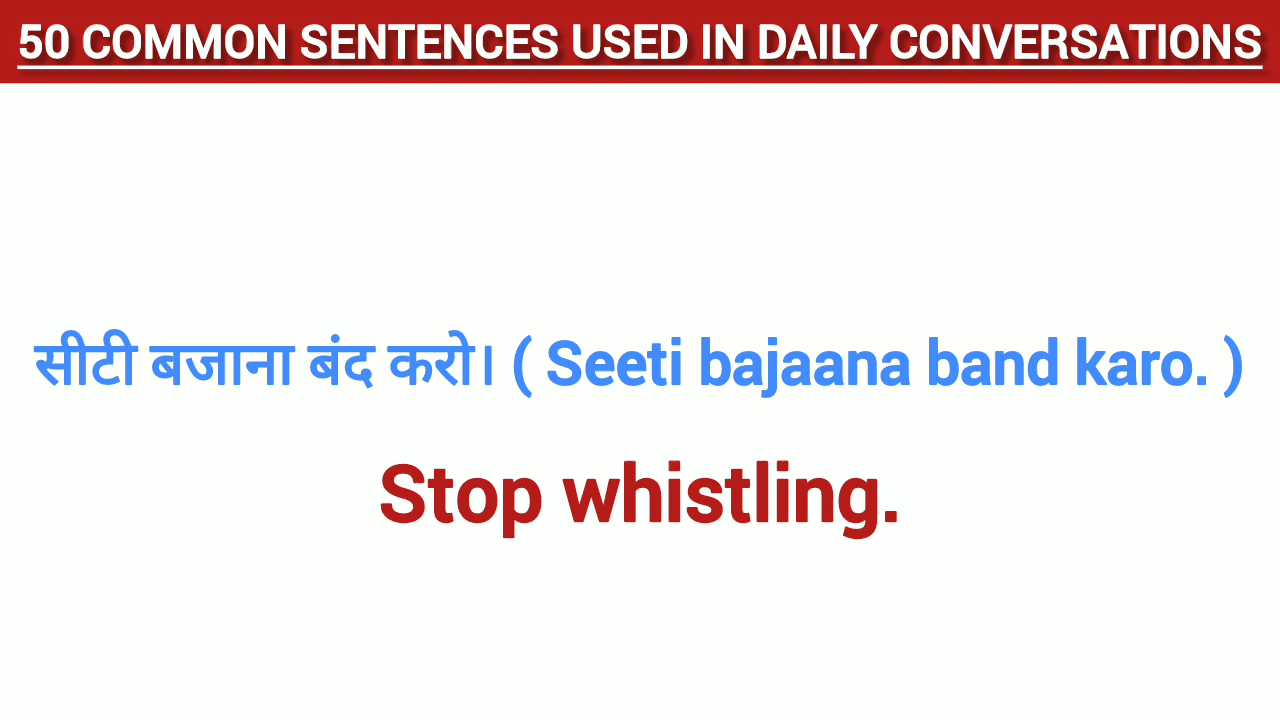 50 COMMON SENTENCES USED IN DAILY CONVERSATIONS
सीटी बजाना बंद करो। ( Seeti bajaana band karo. )
Stop whistling.